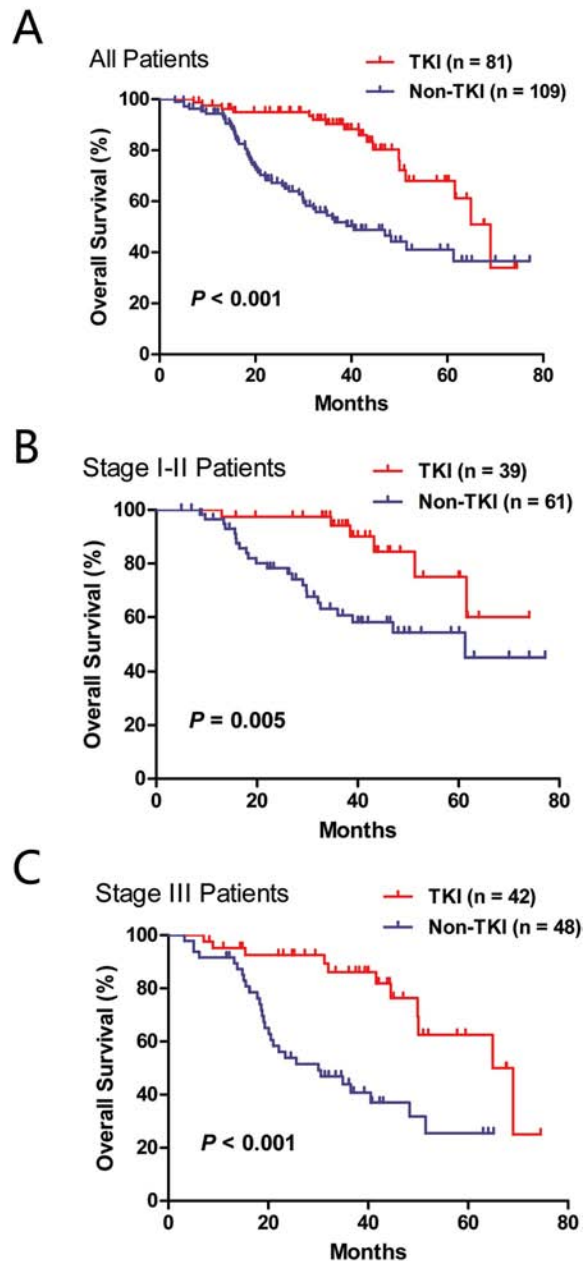 A
All Patients
TKI (n = 81)
Non-TKI (n = 109)
Overall Survival (%)
100
80
60
40
20
0
P < 0.001
0 20 40 60 80
Months
B
Stage I-II Patients
TKI (n = 39)
Non-TKI (n = 61)
Overall Survival (%)
100
80
60
40
20
0
P = 0.005
0 20 40 60 80
Months
C
Stage III Patients
TKI (n = 42)
Non-TKI (n = 48)
Overall Survival (%)
100
80
60
40
20
0
P < 0.001
0 20 40 60 80
Months